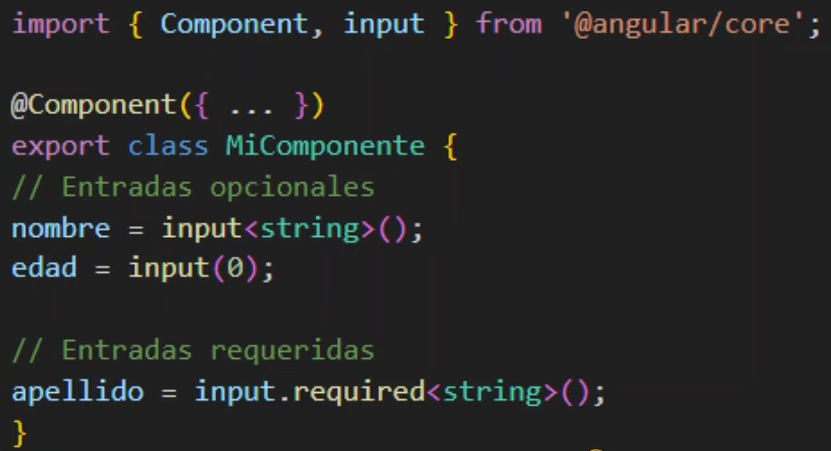 import { Component, input } from '@angular/core';
@Component({ ... })
export class MiComponente {
// Entradas opcionales
nombre = input<string>();
edad = input(0);
// Entradas requeridas
apellido = input.required<string>();
}